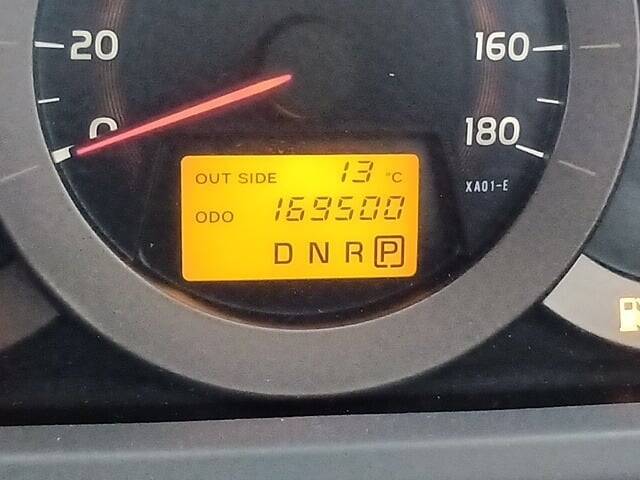 20
160
0
180
OUT SIDE 13 °C
XA01-E
ODO 169500
D N R P